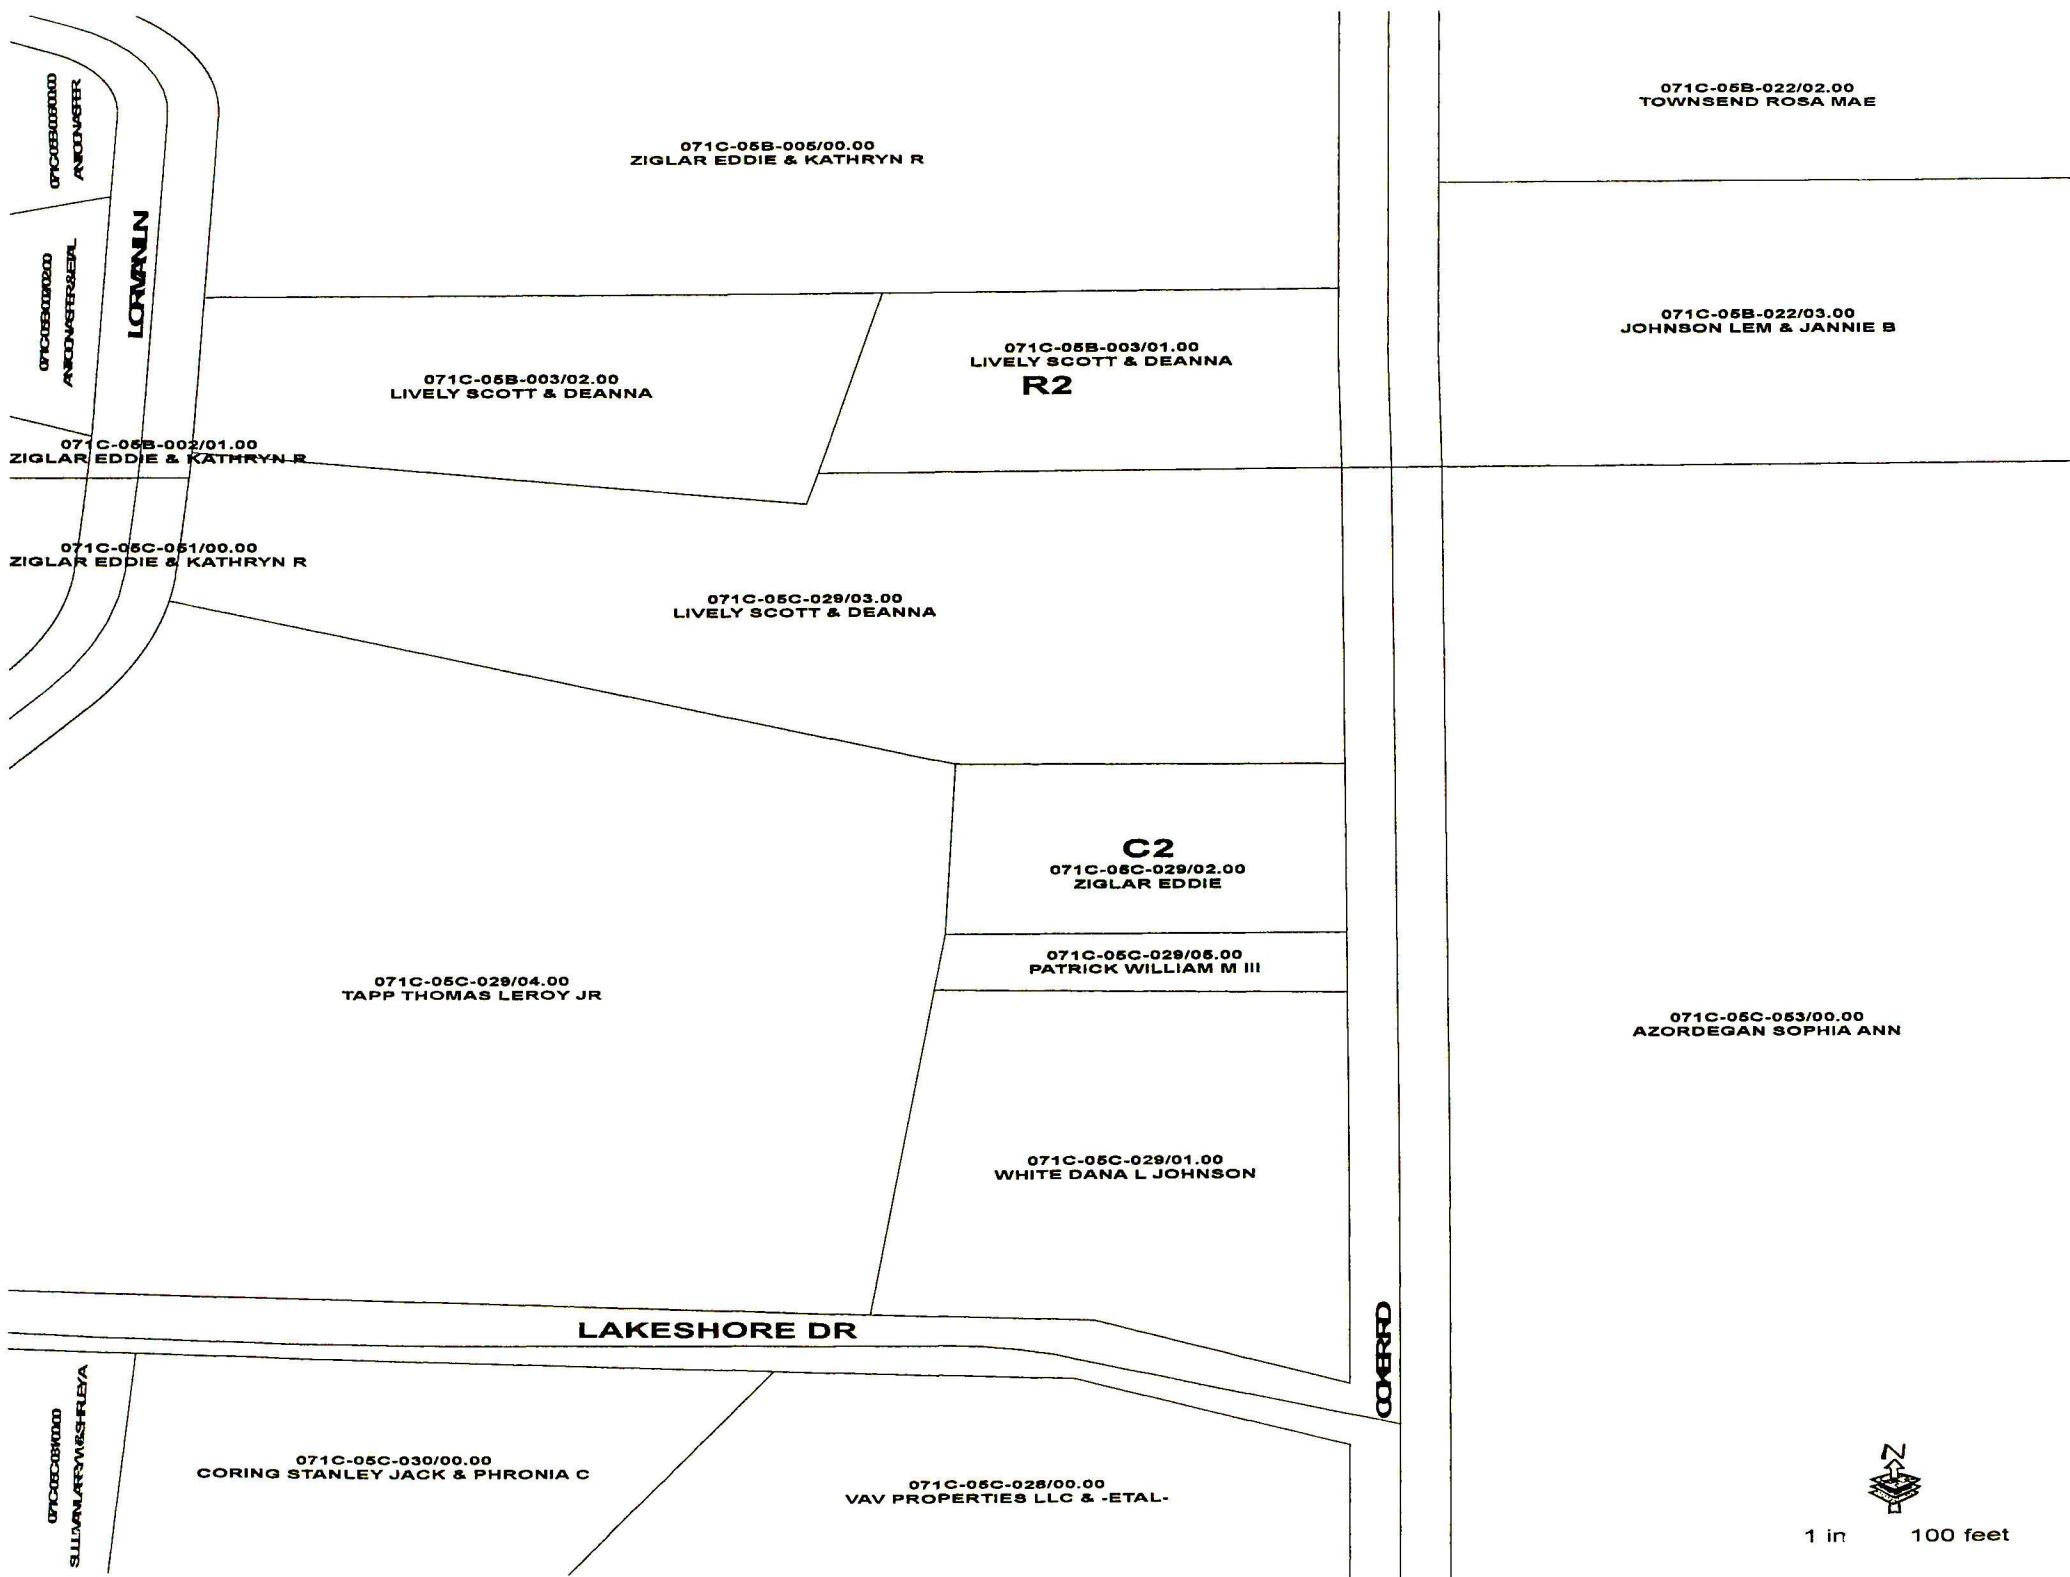 071C-05B-022/02.00
TOWNSEND ROSA MAE
071C-05B-005/00.00
ZIGLAR EDDIE & KATHRYN R
071C-05B-022/03.00
JOHNSON LEM & JANNIE B
071C-05B-003/01.00
LIVELY SCOTT & DEANNA
R2
071C-05B-003/02.00
LIVELY SCOTT & DEANNA
071C-05B-002/01.00
ZIGLAR EDDIE & KATHRYN R
071C-05C-051/00.00
ZIGLAR EDDIE & KATHRYN R
071C-05C-029/03.00
LIVELY SCOTT & DEANNA
C2
071C-05C-029/02.00
ZIGLAR EDDIE
071C-05C-029/05.00
PATRICK WILLIAM M III
071C-05C-029/04.00
TAPP THOMAS LEROY JR
071C-05C-053/00.00
AZORDEGAN SOPHIA ANN
071C-05C-029/01.00
WHITE DANA L JOHNSON
LAKESHORE DR
COKER RD
071C-05C-030/00.00
CORING STANLEY JACK & PHRONIA C
071C-05C-028/00.00
VAV PROPERTIES LLC & -ETAL-
N
1 in 100 feet